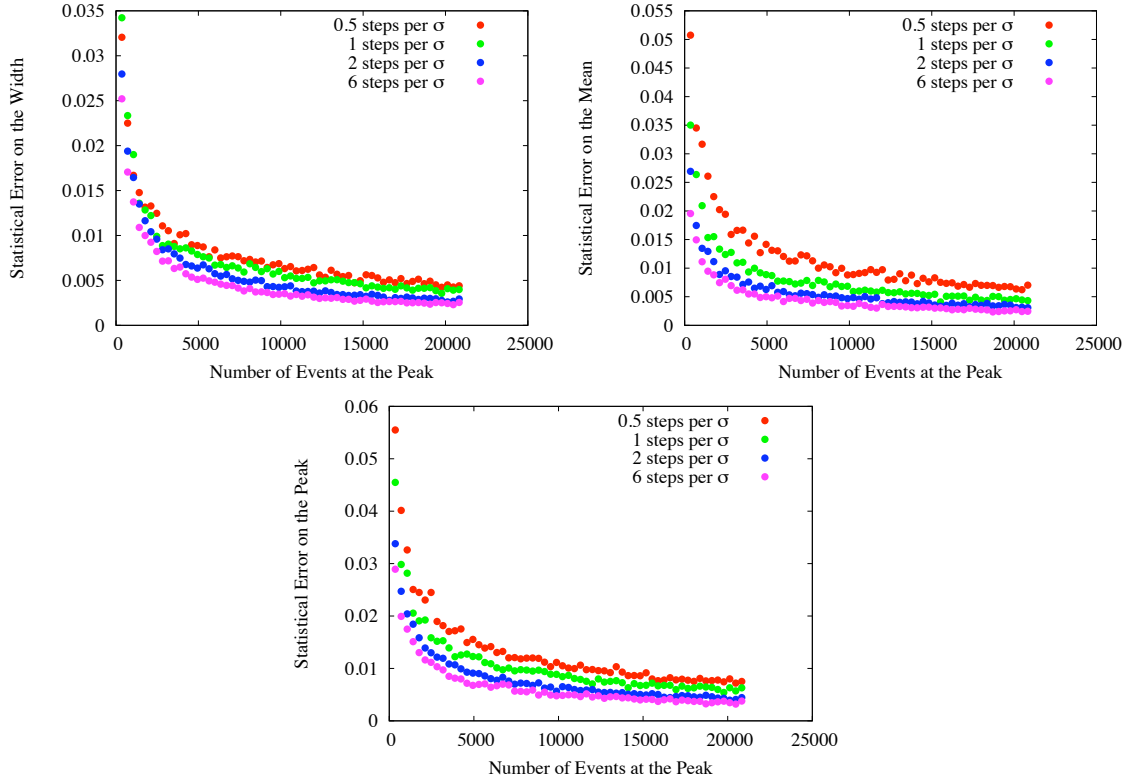 Statistical Error on the Width
0.035
0.03
0.025
0.02
0.015
0.01
0.005
0
0 5000 10000 15000 20000 25000
Number of Events at the Peak
0.5 steps per σ
1 steps per σ
2 steps per σ
6 steps per σ
Statistical Error on the Mean
0.055
0.05
0.045
0.04
0.035
0.03
0.025
0.02
0.015
0.01
0.005
0
0 5000 10000 15000 20000 25000
Number of Events at the Peak
0.5 steps per σ
1 steps per σ
2 steps per σ
6 steps per σ
Statistical Error on the Peak
0.06
0.05
0.04
0.03
0.02
0.01
0
0 5000 10000 15000 20000 25000
Number of Events at the Peak
0.5 steps per σ
1 steps per σ
2 steps per σ
6 steps per σ